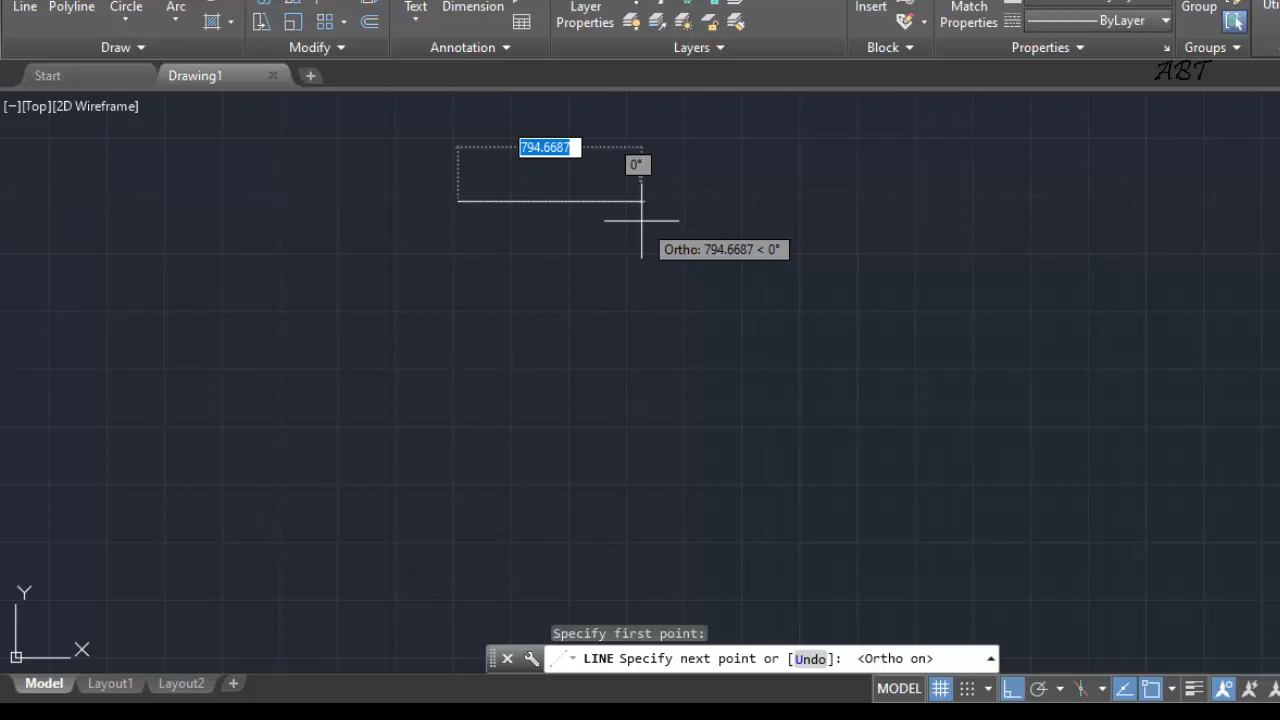 Line Polyline Circle Arc
Text Dimension
Layer
Properties
Insert
Match
Properties
ByLayer
Group
Draw Modify Annotation Layers Block Properties Groups
Start Drawing1
ABT
[−][Top][2D Wireframe]
794.6687
0°
Ortho: 794.6687 < 0°
Y
X
Specify first point:
LINE Specify next point or [Undo]: <Ortho on>
Model Layout1 Layout2
MODEL